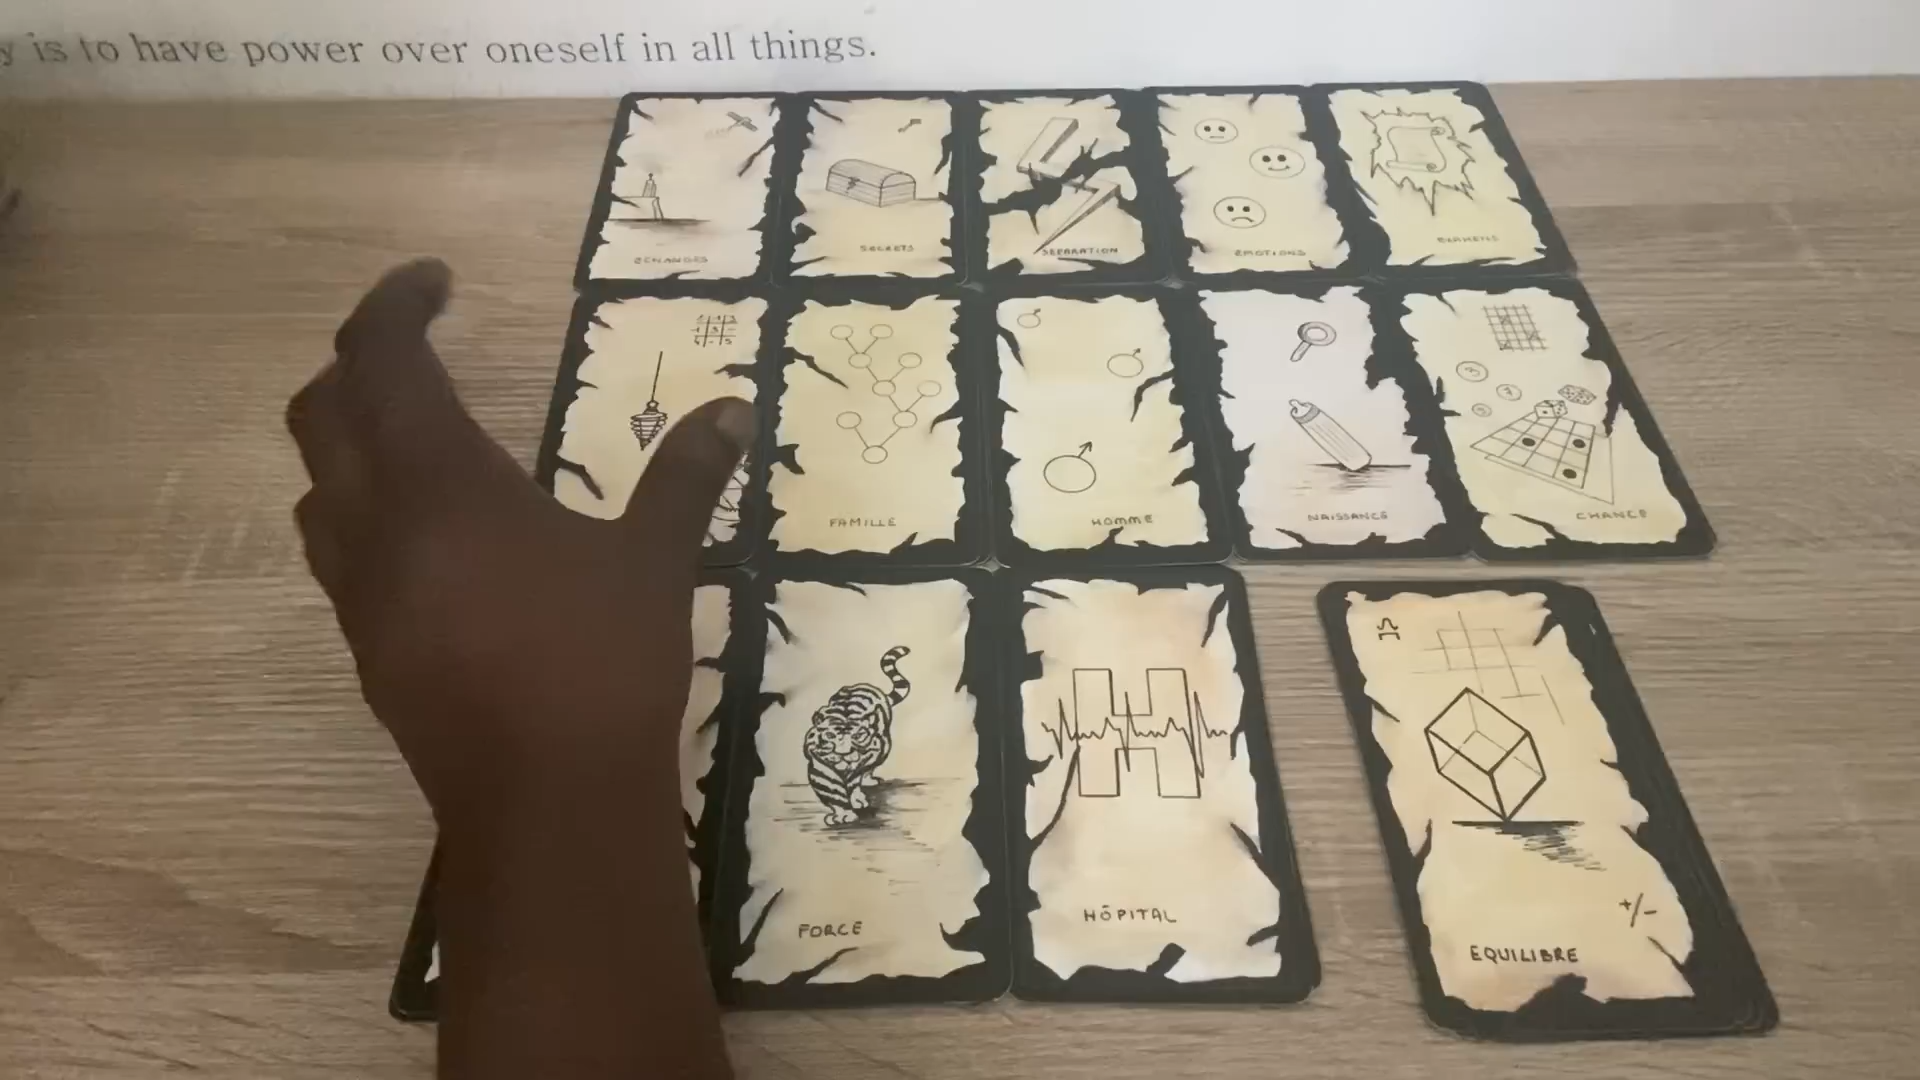 is to have power over oneself in all things.
ECHANGES
SECRETS
SEPARATION
EMOTIONS
EXAMENS
FAMILLE
HOMME
NAISSANCE
CHANCE
FORCE
HÔPITAL
EQUILIBRE
+/-